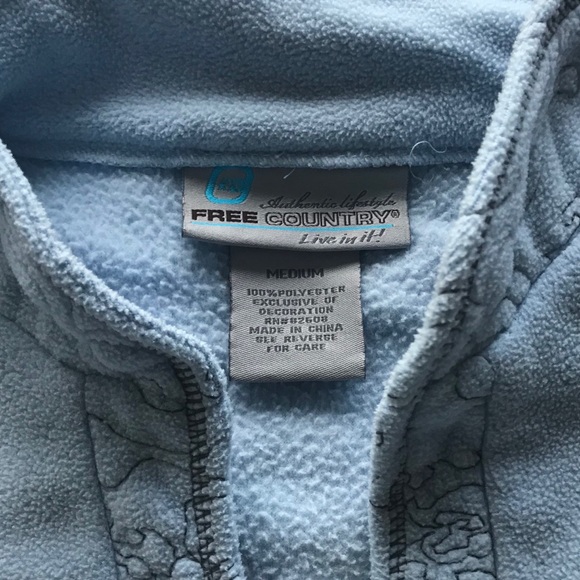 Authentic lifestyle
FREE COUNTRY®
Live in it!
MEDIUM
100%POLYESTER
EXCLUSIVE OF
DECORATION
RN#82608
MADE IN CHINA
SEE REVERSE
FOR CARE